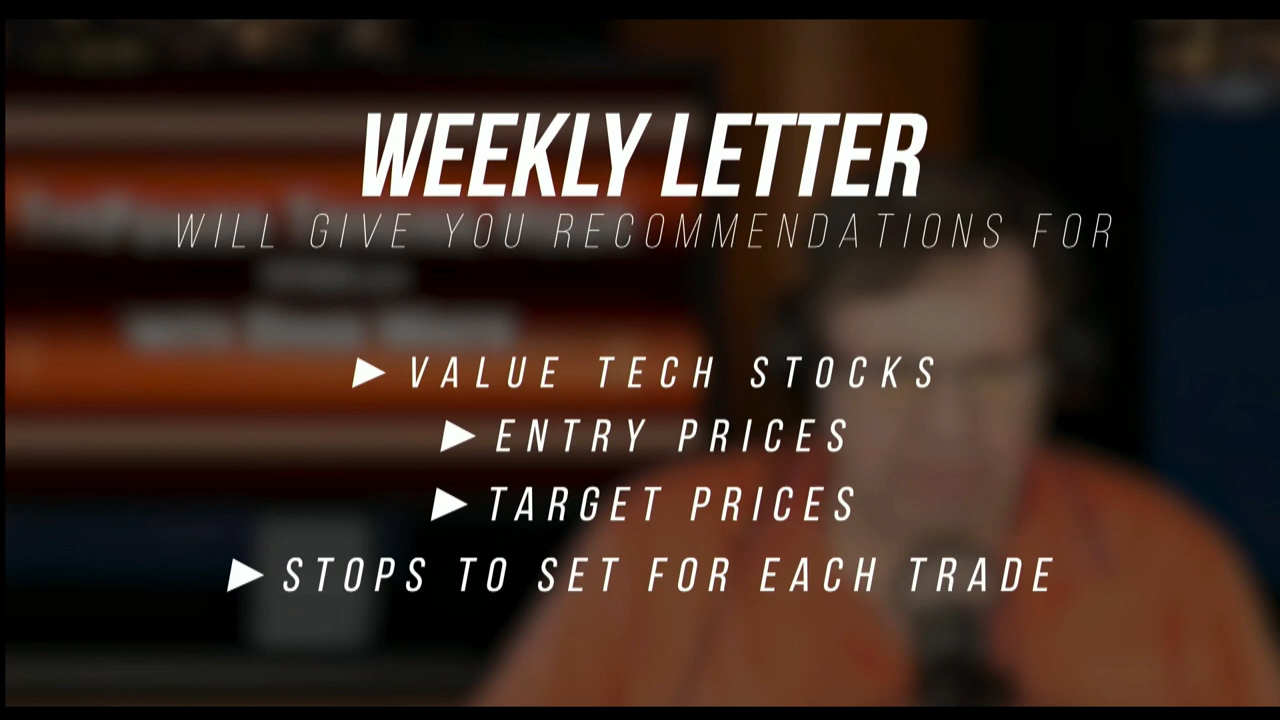 WEEKLY LETTER
WILL GIVE YOU RECOMMENDATIONS FOR
▶ VALUE TECH STOCKS
▶ ENTRY PRICES
▶ TARGET PRICES
▶ STOPS TO SET FOR EACH TRADE